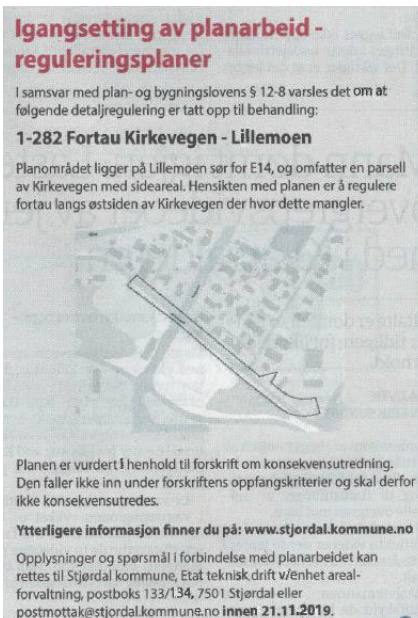 Igangsetting av planarbeid -
reguleringsplaner
I samsvar med plan- og bygningslovens § 12-8 varsles det om at
følgende detaljregulering er tatt opp til behandling:
1-282 Fortau Kirkevegen - Lillemoen
Planområdet ligger på Lillemoen sør for E14, og omfatter en parsell
av Kirkevegen med sideareal. Hensikten med planen er å regulere
fortau langs østsiden av Kirkevegen der hvor dette mangler.
Planen er vurdert i henhold til forskrift om konsekvensutredning.
Den faller ikke inn under forskriftens oppfangskriterier og skal derfor
ikke konsekvensutredes.
Ytterligere informasjon finner du på: www.stjordal.kommune.no
Opplysninger og spørsmål i forbindelse med planarbeidet kan
rettes til Stjørdal kommune, Etat teknisk drift v/enhet areal-
forvaltning, postboks 133/134, 7501 Stjørdal eller
postmottak@stjordal.kommune.no innen 21.11.2019.